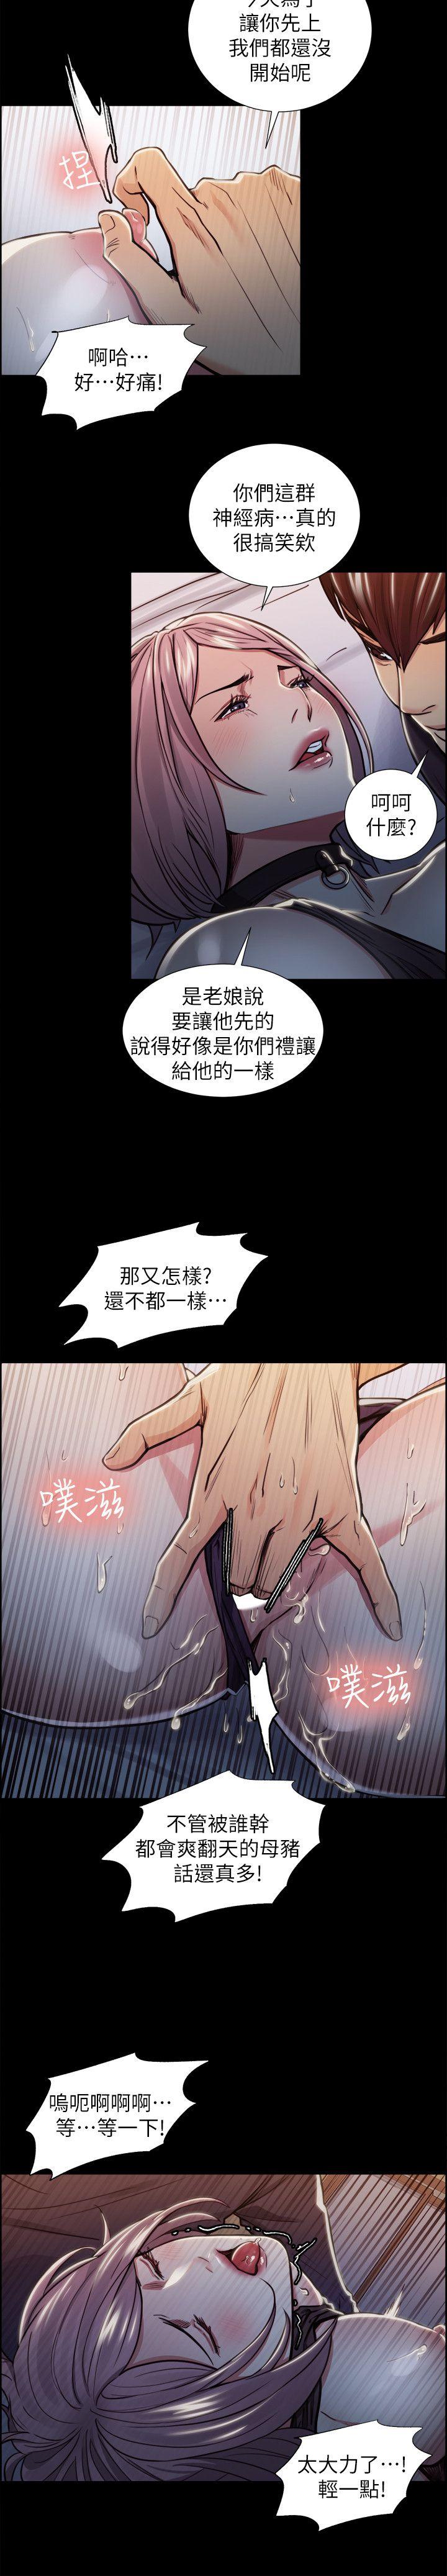 讓你先上
我們都還沒
開始呢
捏
啊哈…
好…好痛!
你們這群
神經病…真的
很搞笑欸
呵呵
什麼?
是老娘說
要讓他先的
說得好像是你們禮讓
給他的一樣
那又怎樣?
還不都一樣…
噗滋
噗滋
不管被誰幹
都會爽翻天的母豬
話還真多!
嗚呃啊啊啊…
等…等一下!
太大力了…!
輕一點!